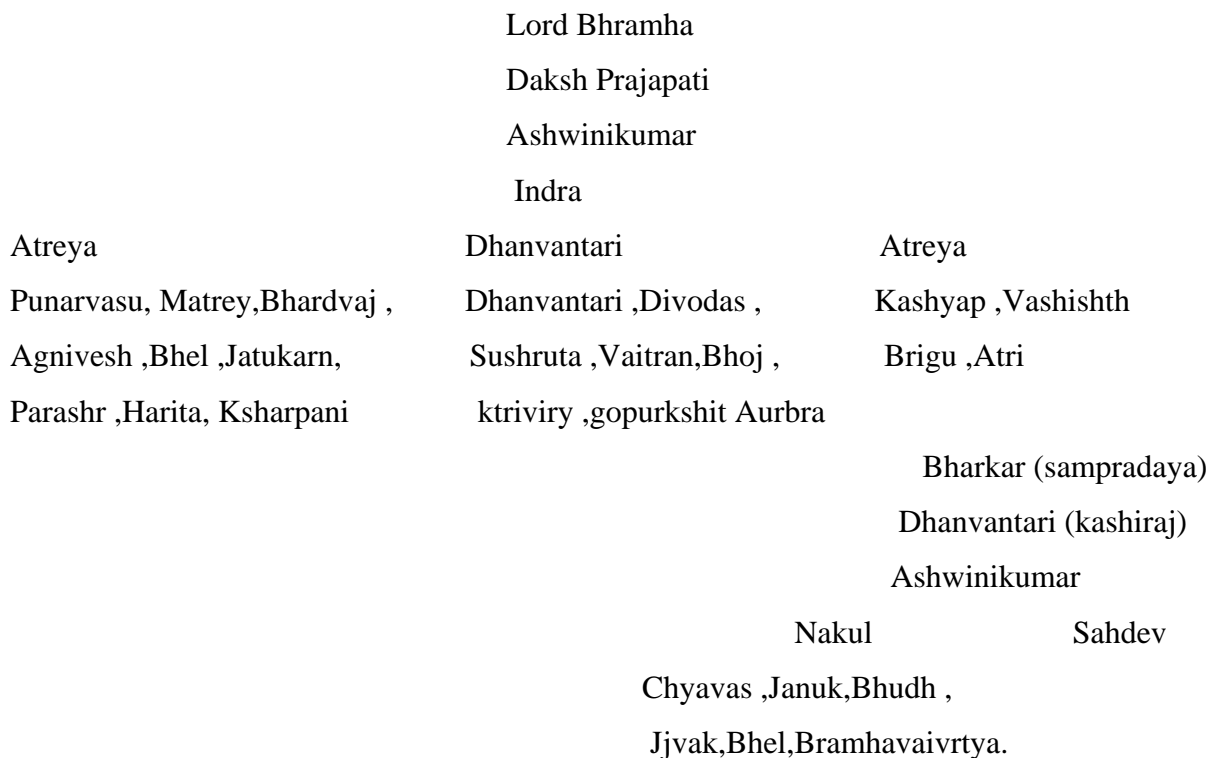 Lord Bhramha
Daksh Prajapati
Ashwinikumar
Indra
Atreya Dhanvantari Atreya
Punarvasu, Matrey,Bhardvaj , Dhanvantari ,Divodas , Kashyap ,Vashishth
Agnivesh ,Bhel ,Jatukarn, Sushruta ,Vaitran,Bhoj , Brigu ,Atri
Parashr ,Harita, Ksharpani ktriviry ,gopurkshit Aurbra
Bharkar (sampradaya)
Dhanvantari (kashiraj)
Ashwinikumar
Nakul Sahdev
Chyavas ,Januk,Bhudh ,
Jjvak,Bhel,Bramhavaivrtya.